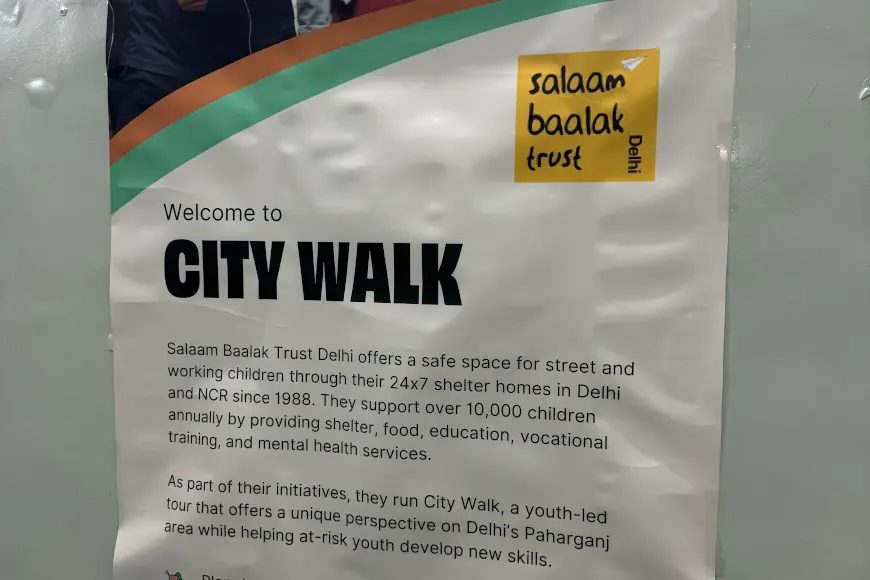 salaam
baalak
trust
Delhi
Welcome to
CITY WALK
Salaam Baalak Trust Delhi offers a safe space for street and
working children through their 24x7 shelter homes in Delhi
and NCR since 1988. They support over 10,000 children
annually by providing shelter, food, education, vocational
training, and mental health services.
As part of their initiatives, they run City Walk, a youth-led
tour that offers a unique perspective on Delhi's Paharganj
area while helping at-risk youth develop new skills.